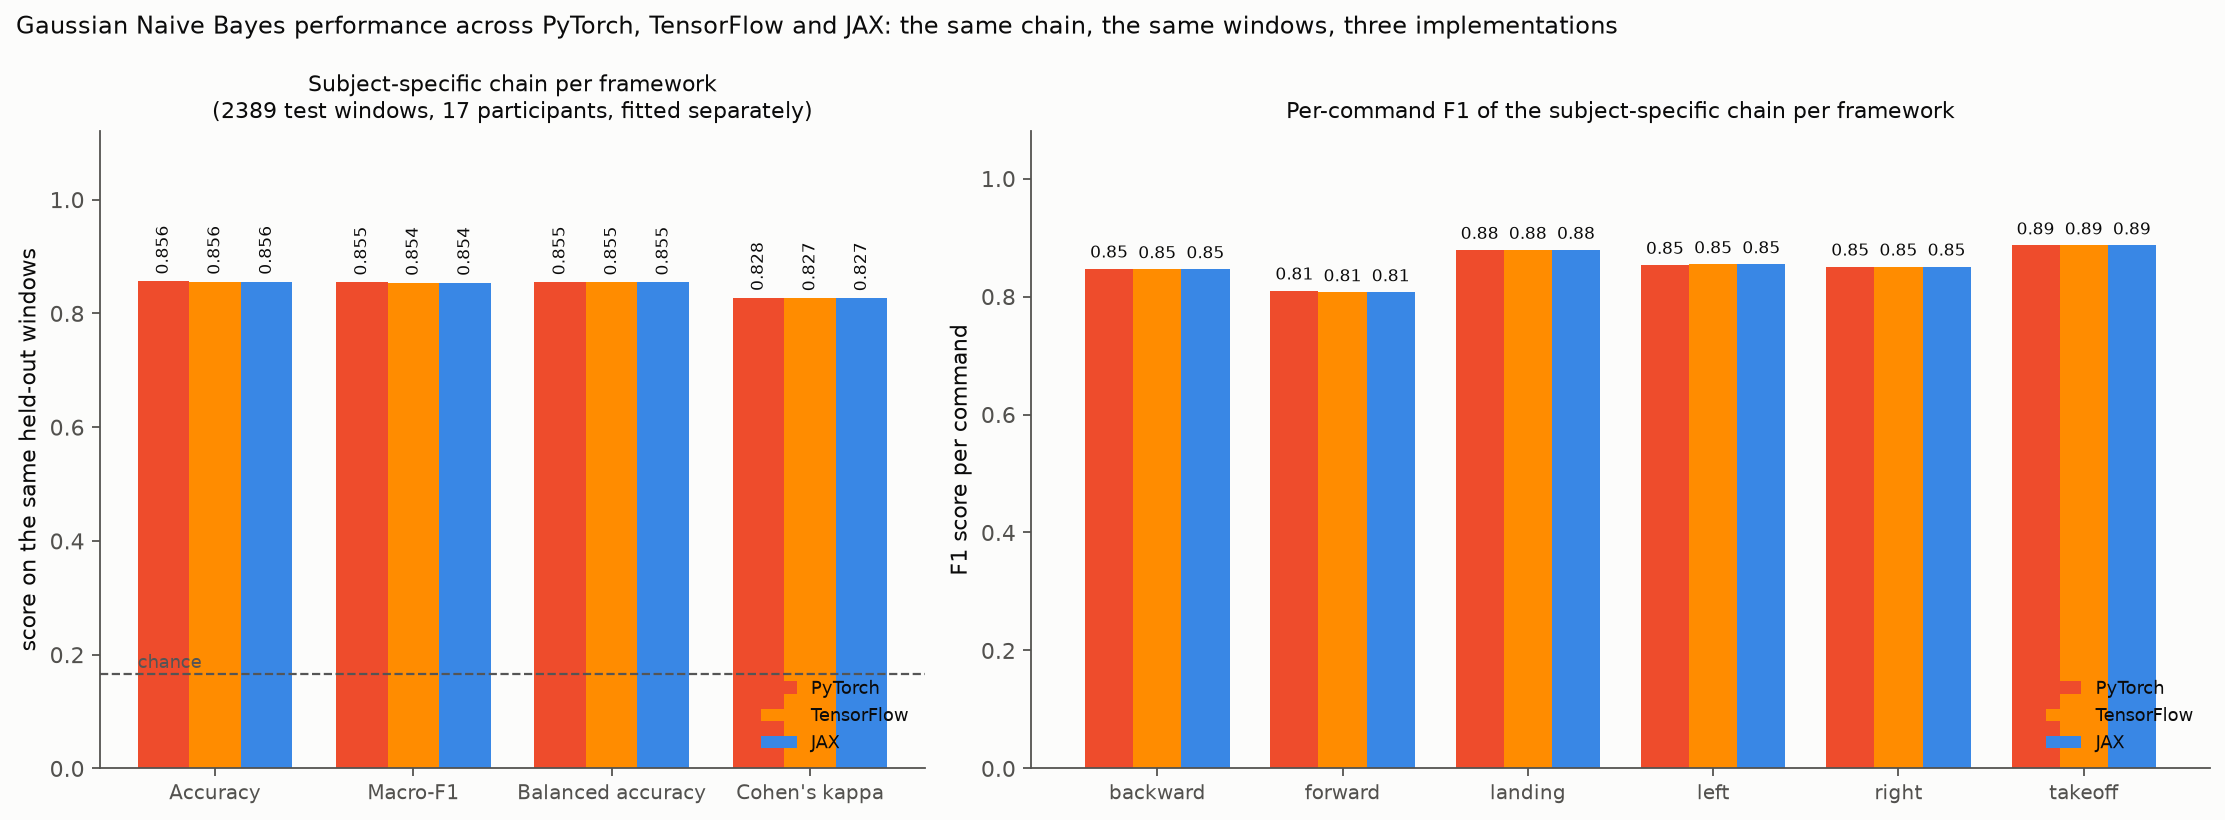 Gaussian Naive Bayes performance across PyTorch, TensorFlow and JAX: the same chain, the same windows, three implementations
Subject-specific chain per framework
(2389 test windows, 17 participants, fitted separately)
score on the same held-out windows
1.0
0.8
0.6
0.4
0.2
0.0
0.856 0.856 0.856
0.855 0.854 0.854
0.855 0.855 0.855
0.828 0.827 0.827
chance
PyTorch
TensorFlow
JAX
Accuracy Macro-F1 Balanced accuracy Cohen's kappa
Per-command F1 of the subject-specific chain per framework
F1 score per command
1.0
0.8
0.6
0.4
0.2
0.0
0.85 0.85 0.85
0.81 0.81 0.81
0.88 0.88 0.88
0.85 0.85 0.85
0.85 0.85 0.85
0.89 0.89 0.89
PyTorch
TensorFlow
JAX
backward forward landing left right takeoff